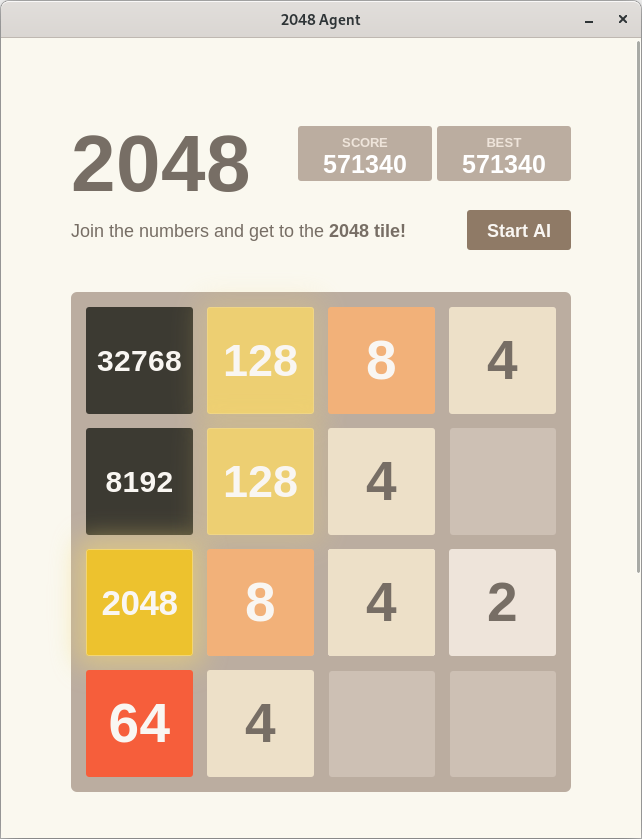 2048 Agent
2048
SCORE
571340
BEST
571340
Join the numbers and get to the 2048 tile!
Start AI
32768 128 8 4
8192 128 4
2048 8 4 2
64 4